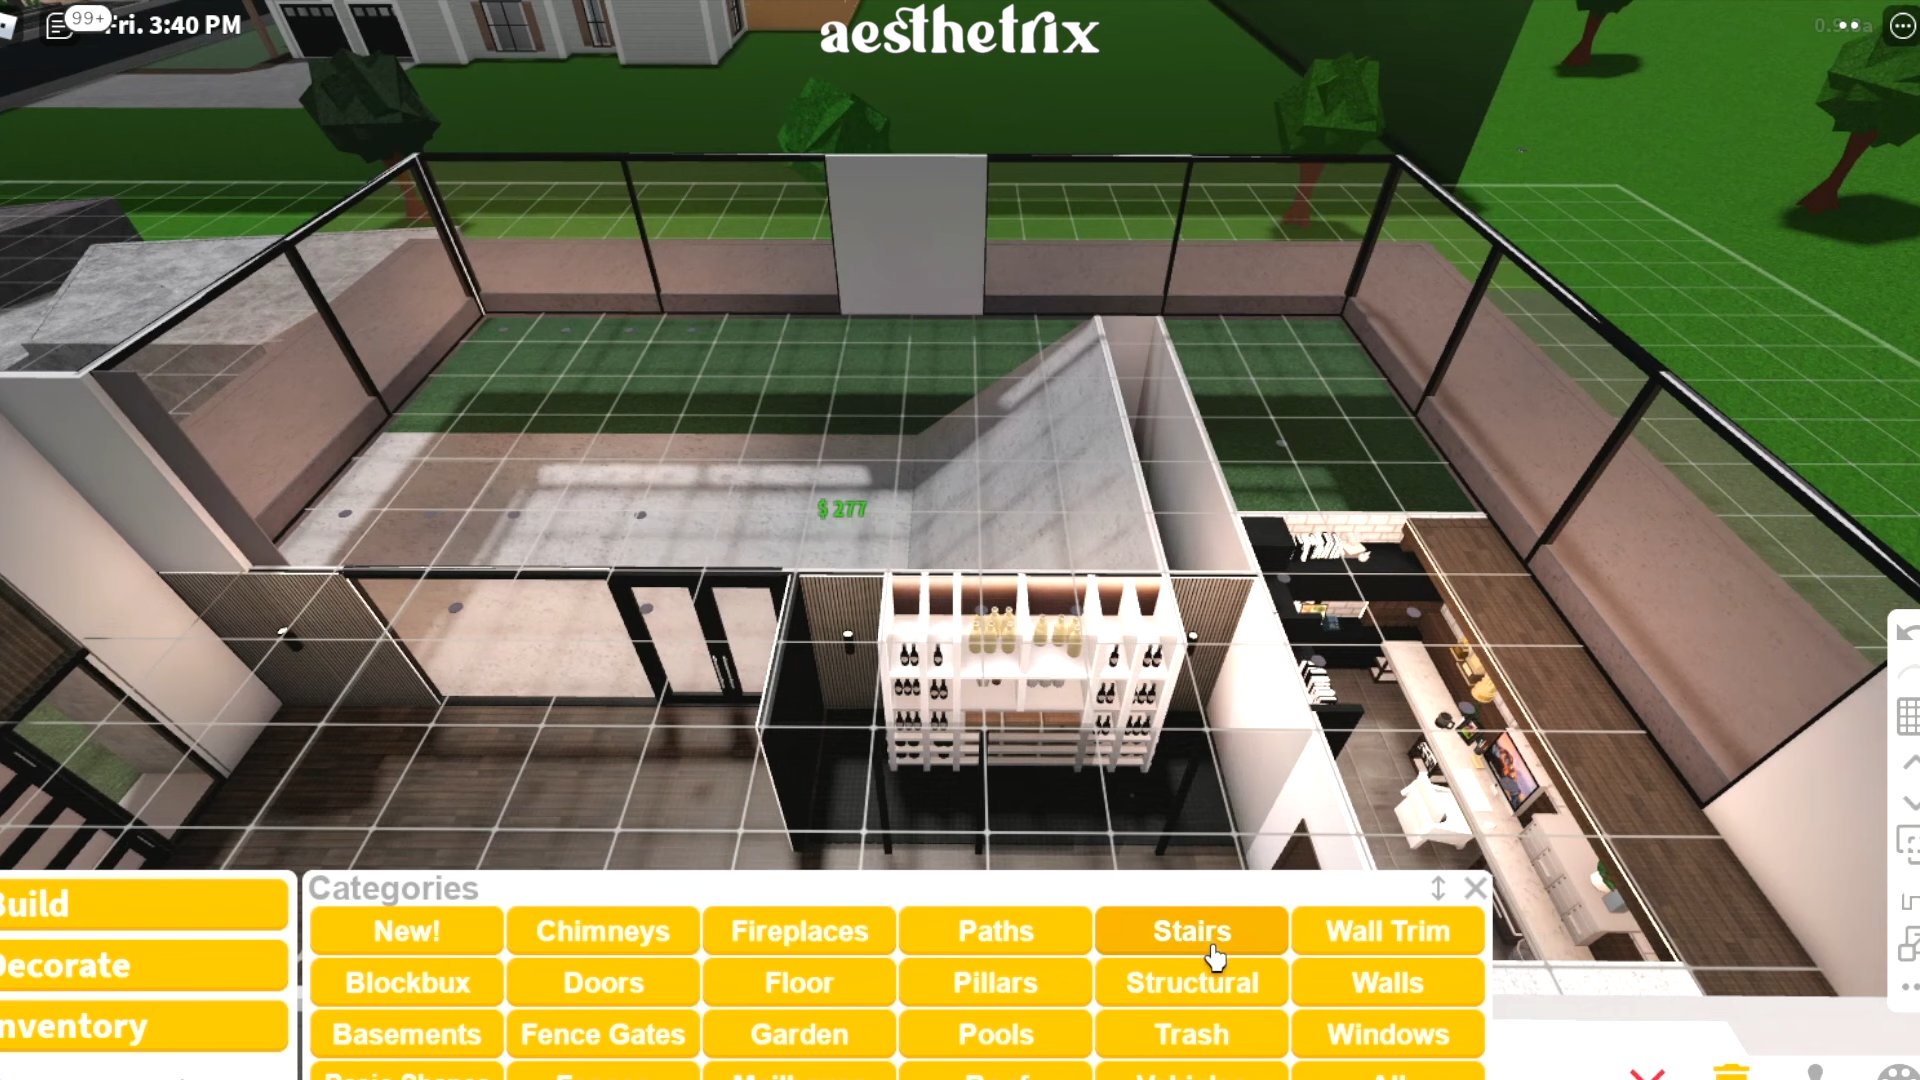 99+
Fri. 3:40 PM
aesthetrix
$ 277
Build
Decorate
Inventory
Categories
New!
Chimneys
Fireplaces
Paths
Stairs
Wall Trim
Blockbux
Doors
Floor
Pillars
Structural
Walls
Basements
Fence Gates
Garden
Pools
Trash
Windows